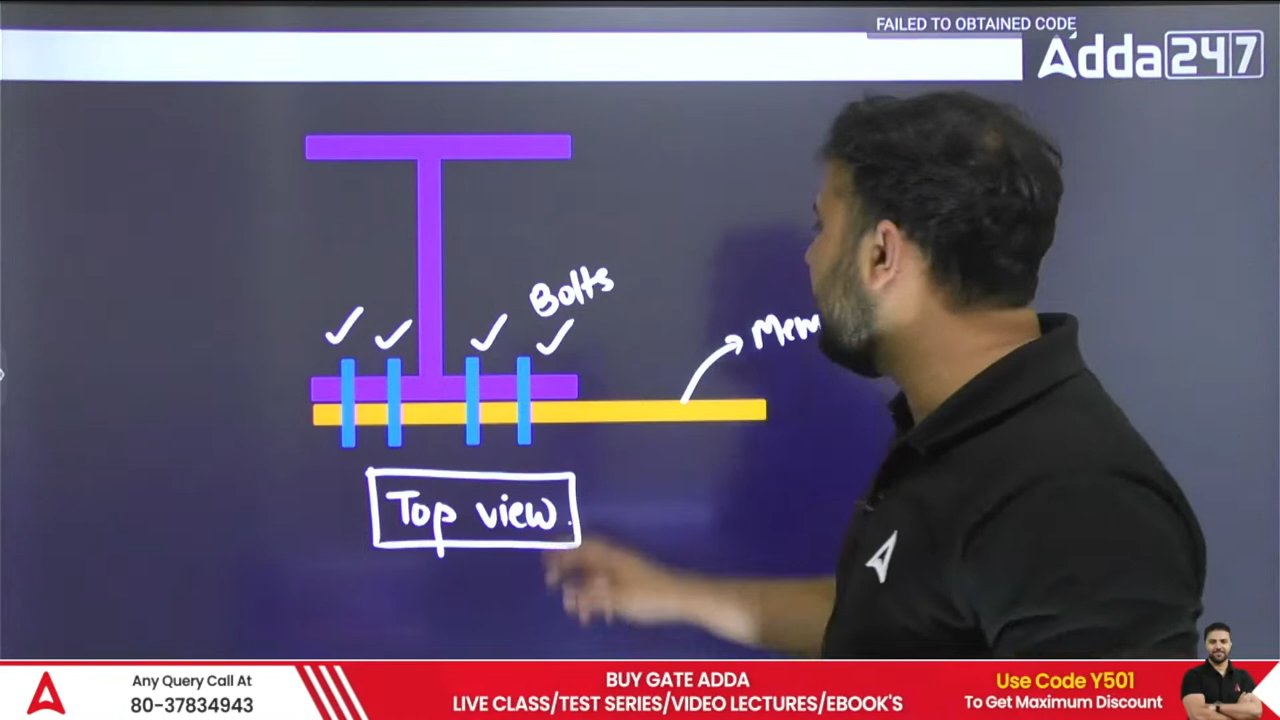 FAILED TO OBTAINED CODE
Adda247
Bolts
Top view
Any Query Call At
80-37834943
BUY GATE ADDA
LIVE CLASS/TEST SERIES/VIDEO LECTURES/EBOOK'S
Use Code Y501
To Get Maximum Discount